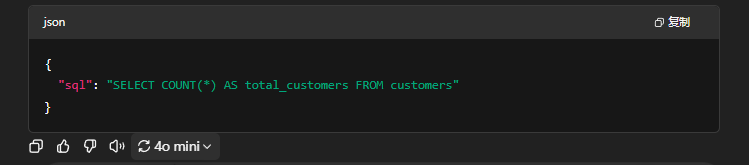 json
复制
{
"sql": "SELECT COUNT(*) AS total_customers FROM customers"
}
4o mini